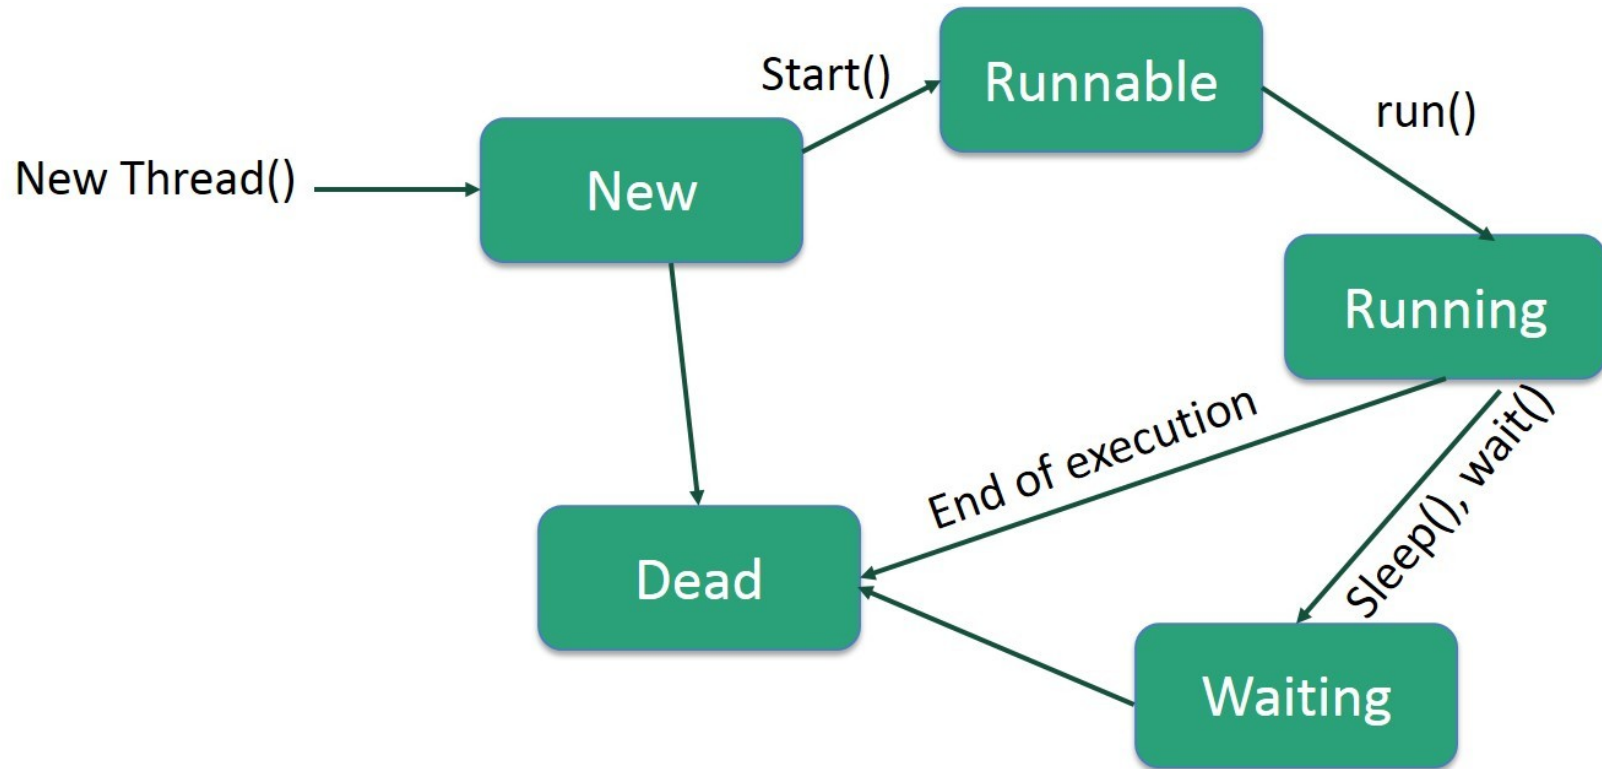 Start()
Runnable
run()
New Thread()
New
Running
End of execution
Sleep(), wait()
Dead
Waiting